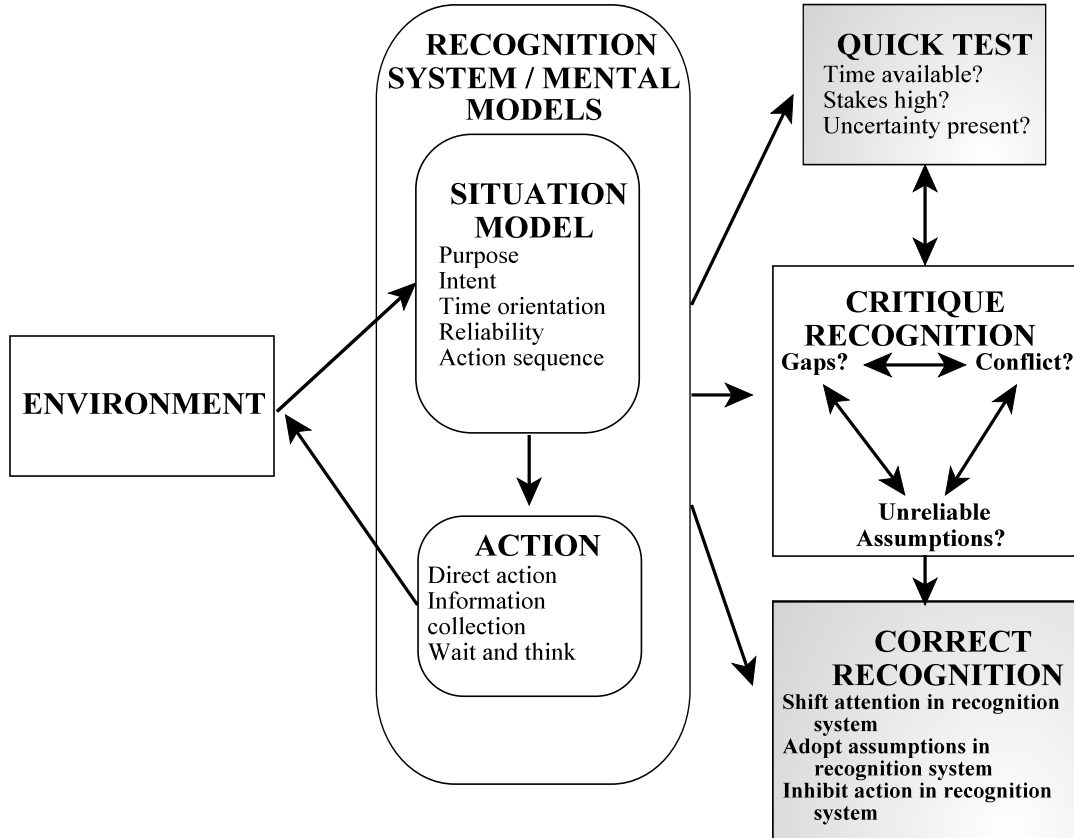 ENVIRONMENT
RECOGNITION
SYSTEM / MENTAL
MODELS
SITUATION
MODEL
Purpose
Intent
Time orientation
Reliability
Action sequence
ACTION
Direct action
Information
collection
Wait and think
QUICK TEST
Time available?
Stakes high?
Uncertainty present?
CRITIQUE
RECOGNITION
Gaps?
Conflict?
Unreliable
Assumptions?
CORRECT
RECOGNITION
Shift attention in recognition
system
Adopt assumptions in
recognition system
Inhibit action in recognition
system